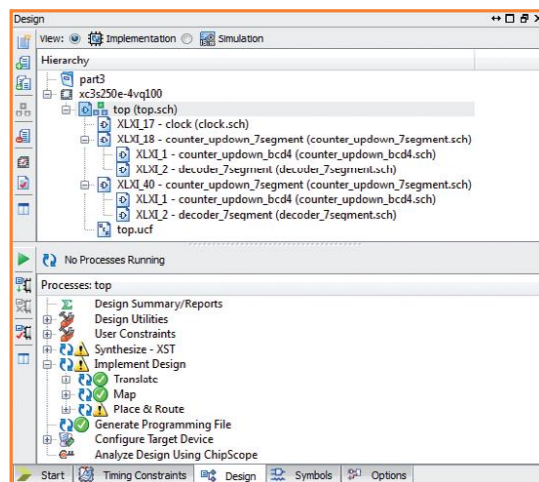 Design
View: Implementation Simulation
Hierarchy
part3
xc3s250e-4vq100
top (top.sch)
XLXI_17 - clock (clock.sch)
XLXI_18 - counter_updown_7segment (counter_updown_7segment.sch)
XLXI_1 - counter_updown_bcd4 (counter_updown_bcd4.sch)
XLXI_2 - decoder_7segment (decoder_7segment.sch)
XLXI_40 - counter_updown_7segment (counter_updown_7segment.sch)
XLXI_1 - counter_updown_bcd4 (counter_updown_bcd4.sch)
XLXI_2 - decoder_7segment (decoder_7segment.sch)
top.ucf
No Processes Running
Processes: top
Design Summary/Reports
Design Utilities
User Constraints
Synthesize - XST
Implement Design
Translate
Map
Place & Route
Generate Programming File
Configure Target Device
Analyze Design Using ChipScope
Start Timing Constraints Design Symbols Options